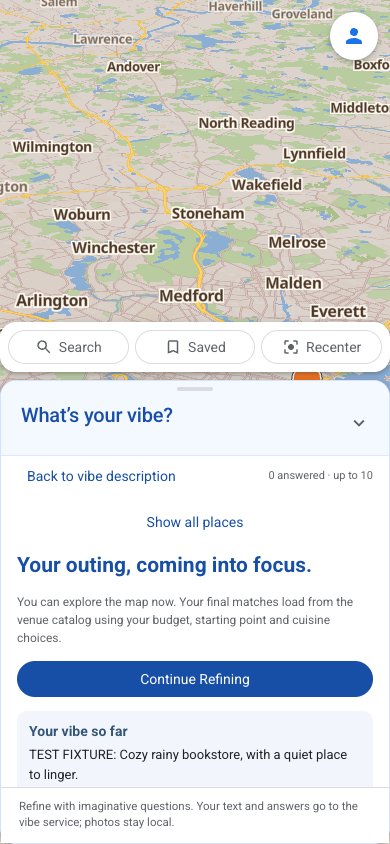 Salem
Haverhill
Groveland
Lawrence
Andover
Boxfo
Middleto
North Reading
Wilmington
Lynnfield
gton
Wakefield
Woburn
Stoneham
Winchester
Melrose
Malden
Arlington
Medford
Everett
Search
Saved
Recenter
What's your vibe?
Back to vibe description
0 answered · up to 10
Show all places
Your outing, coming into focus.
You can explore the map now. Your final matches load from the
venue catalog using your budget, starting point and cuisine
choices.
Continue Refining
Your vibe so far
TEST FIXTURE: Cozy rainy bookstore, with a quiet place
to linger.
Refine with imaginative questions. Your text and answers go to the
vibe service; photos stay local.